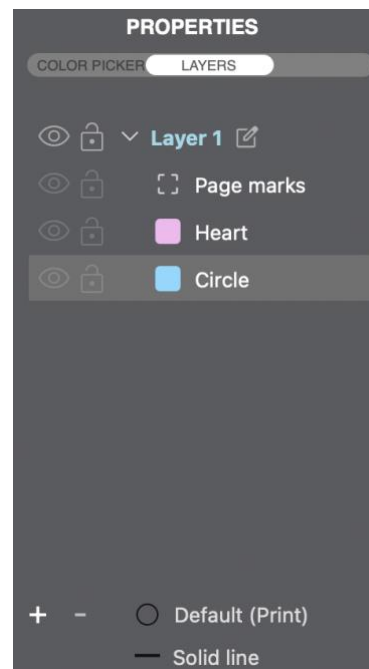 PROPERTIES
COLOR PICKER LAYERS
Layer 1
Page marks
Heart
Circle
+ - Default (Print)
Solid line